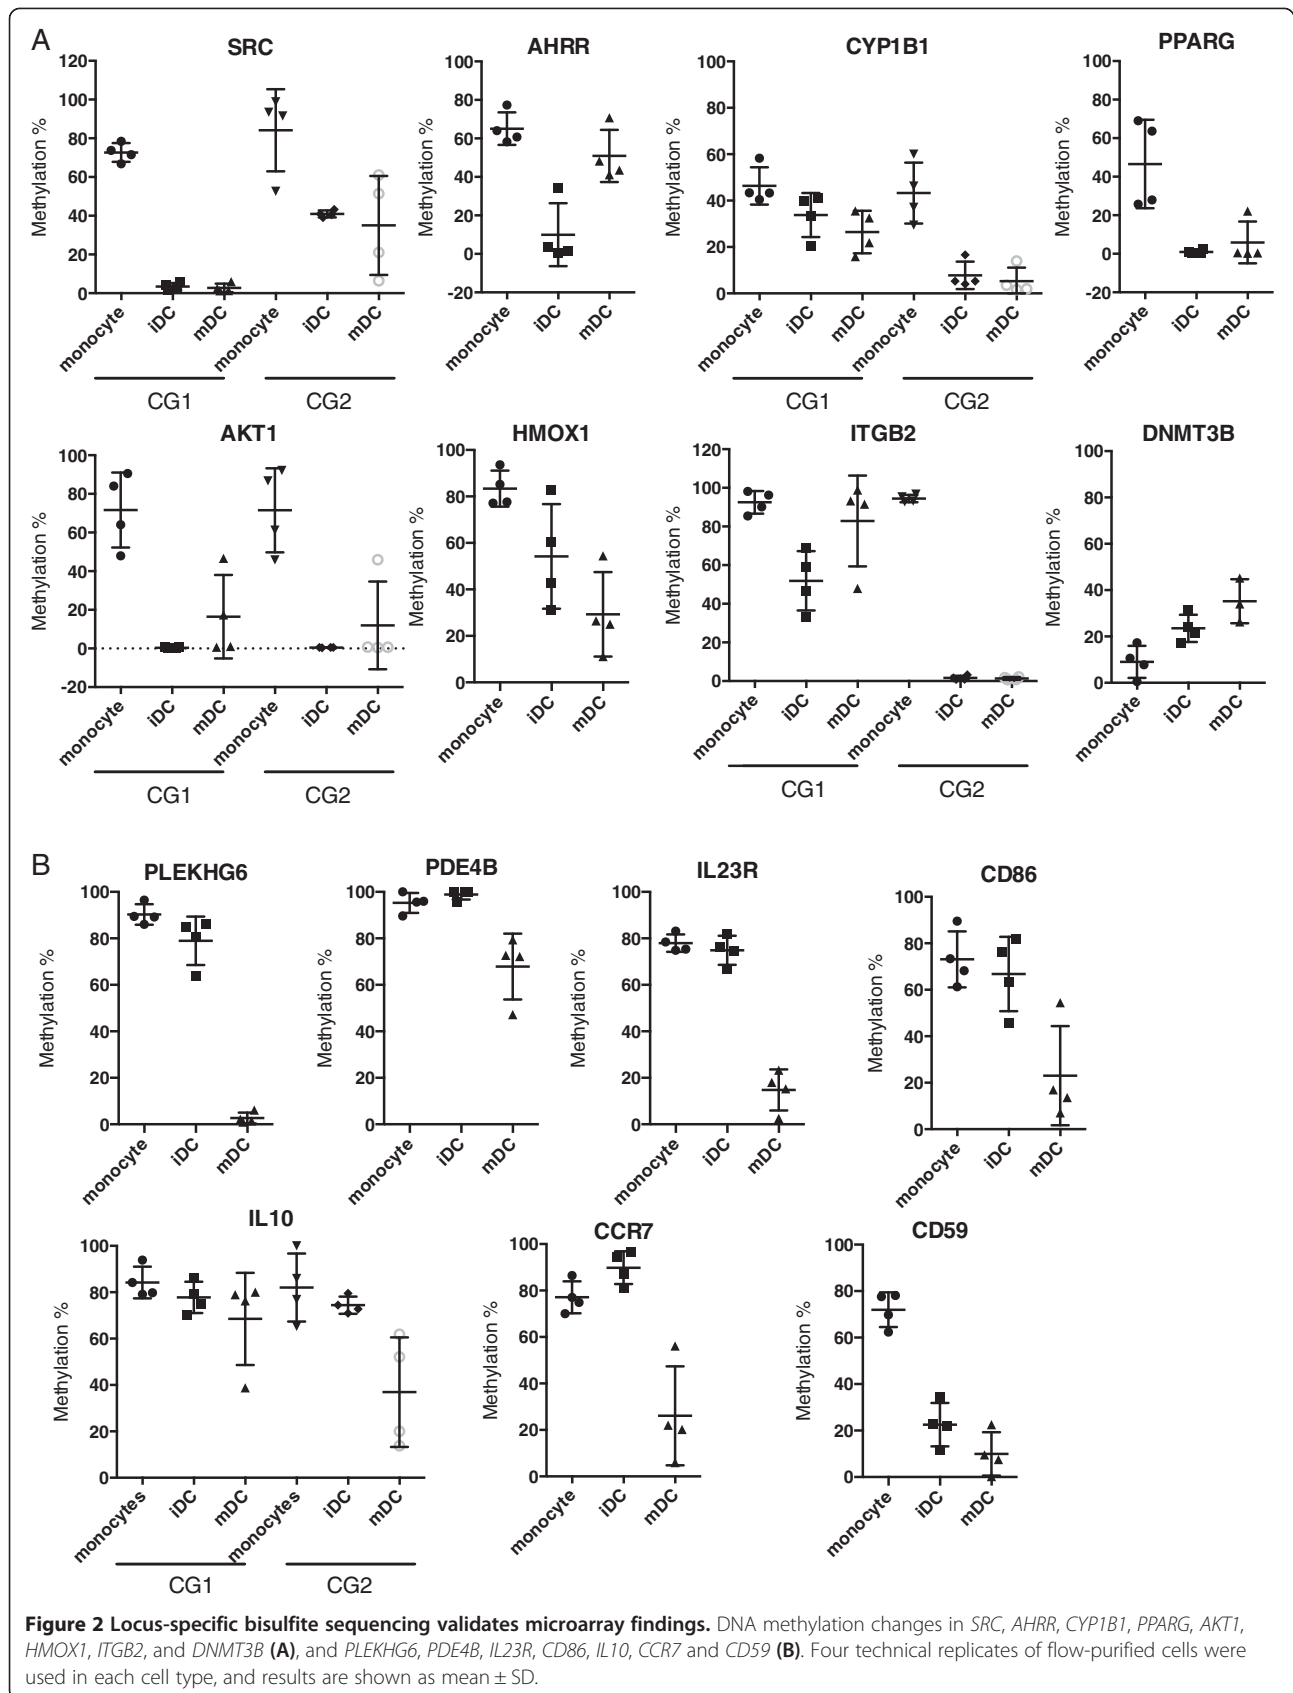 A
SRC
Methylation %
120
100
80
60
40
20
0
monocyte
iDC
mDC
monocyte
iDC
mDC
CG1
CG2
AHRR
Methylation %
100
80
60
40
20
0
-20
monocyte
iDC
mDC
CYP1B1
Methylation %
100
80
60
40
20
0
monocyte
iDC
mDC
monocyte
iDC
mDC
CG1
CG2
PPARG
Methylation %
100
80
60
40
20
0
-20
monocyte
iDC
mDC
AKT1
Methylation %
100
80
60
40
20
0
-20
monocyte
iDC
mDC
monocyte
iDC
mDC
CG1
CG2
HMOX1
Methylation %
100
80
60
40
20
0
monocyte
iDC
mDC
ITGB2
Methylation %
120
100
80
60
40
20
0
monocyte
iDC
mDC
monocyte
iDC
mDC
CG1
CG2
DNMT3B
Methylation %
100
80
60
40
20
0
monocyte
iDC
mDC
B
PLEKHG6
Methylation %
100
80
60
40
20
0
monocyte
iDC
mDC
PDE4B
Methylation %
100
80
60
40
20
0
monocyte
iDC
mDC
IL23R
Methylation %
100
80
60
40
20
0
monocyte
iDC
mDC
CD86
Methylation %
100
80
60
40
20
0
monocyte
iDC
mDC
IL10
Methylation %
100
80
60
40
20
0
monocytes
iDC
mDC
monocytes
iDC
mDC
CG1
CG2
CCR7
Methylation %
100
80
60
40
20
0
monocyte
iDC
mDC
CD59
Methylation %
100
80
60
40
20
0
monocyte
iDC
mDC
Figure 2 Locus-specific bisulfite sequencing validates microarray findings. DNA methylation changes in SRC, AHRR, CYP1B1, PPARG, AKT1,
HMOX1, ITGB2, and DNMT3B (A), and PLEKHG6, PDE4B, IL23R, CD86, IL10, CCR7 and CD59 (B). Four technical replicates of flow-purified cells were
used in each cell type, and results are shown as mean ± SD.